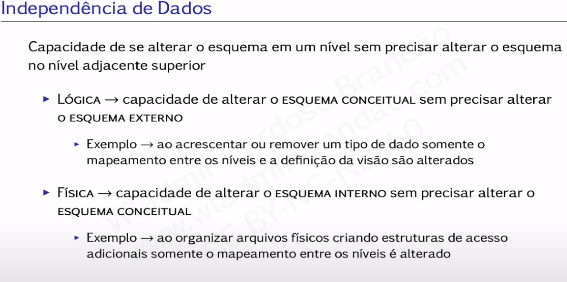 Independência de Dados
Capacidade de se alterar o esquema em um nível sem precisar alterar o esquema
no nível adjacente superior
▸ LÓGICA → capacidade de alterar o ESQUEMA CONCEITUAL sem precisar alterar
O ESQUEMA EXTERNO
▸ Exemplo → ao acrescentar ou remover um tipo de dado somente o
mapeamento entre os níveis e a definição da visão são alterados
▸ FÍSICA → capacidade de alterar o ESQUEMA INTERNO sem precisar alterar o
ESQUEMA CONCEITUAL
▸ Exemplo → ao organizar arquivos físicos criando estruturas de acesso
adicionais somente o mapeamento entre os níveis é alterado